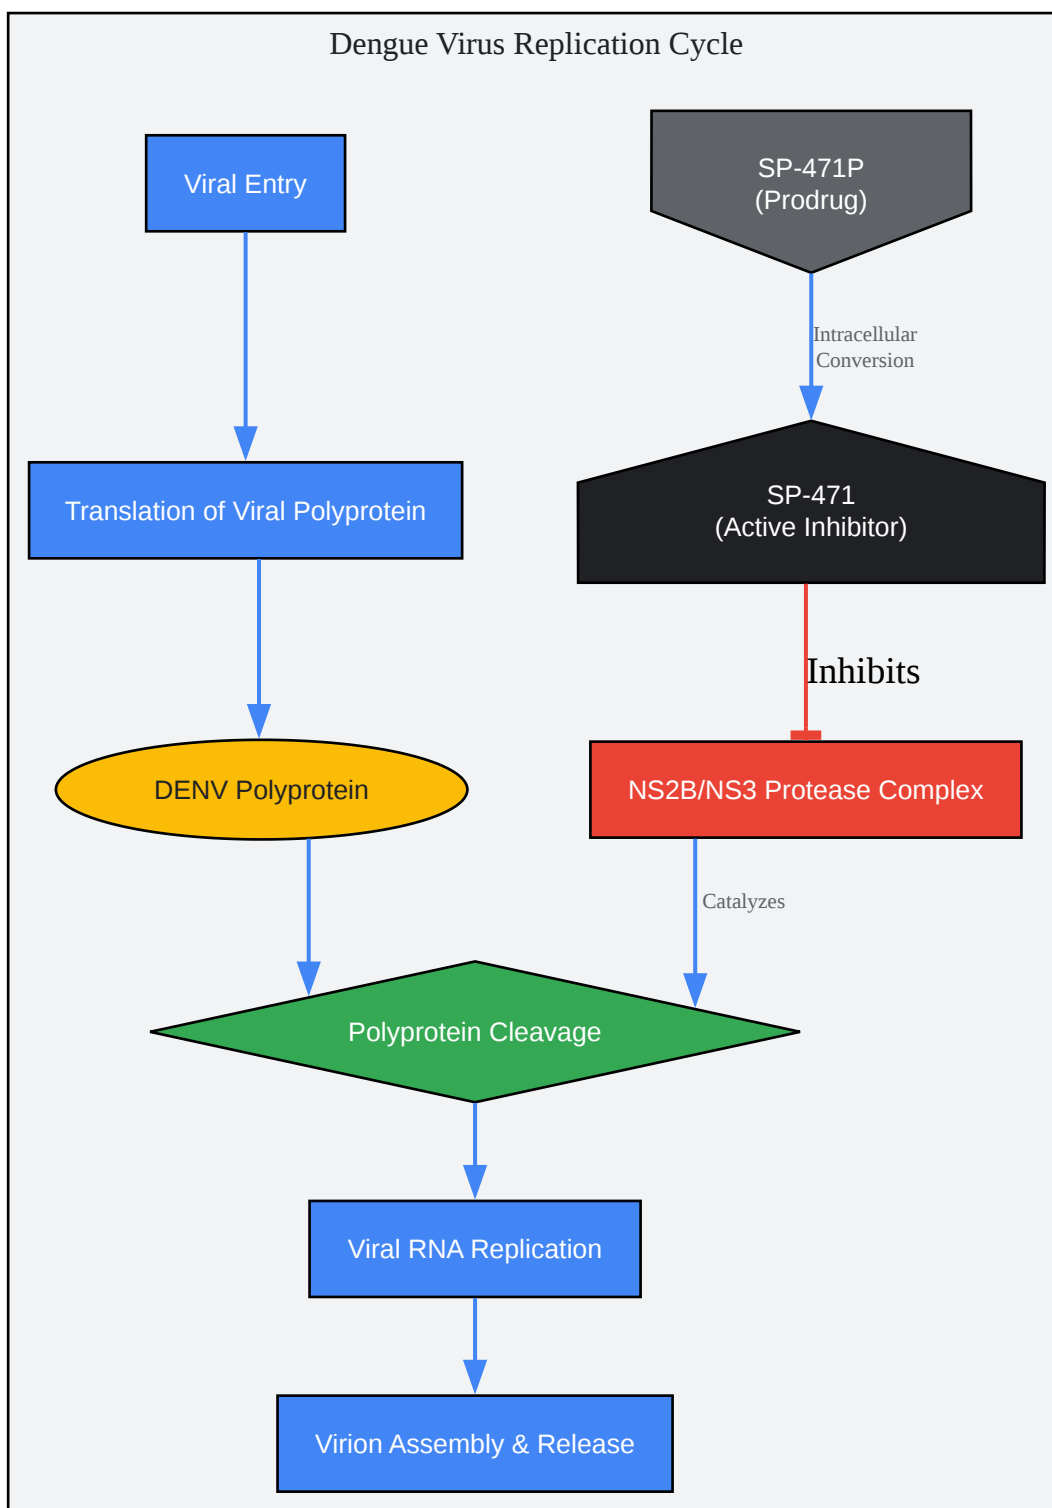 Dengue Virus Replication Cycle
Viral Entry
SP-471P
(Prodrug)
Intracellular
Conversion
Translation of Viral Polyprotein
SP-471
(Active Inhibitor)
Inhibits
DENV Polyprotein
NS2B/NS3 Protease Complex
Catalyzes
Polyprotein Cleavage
Viral RNA Replication
Virion Assembly & Release